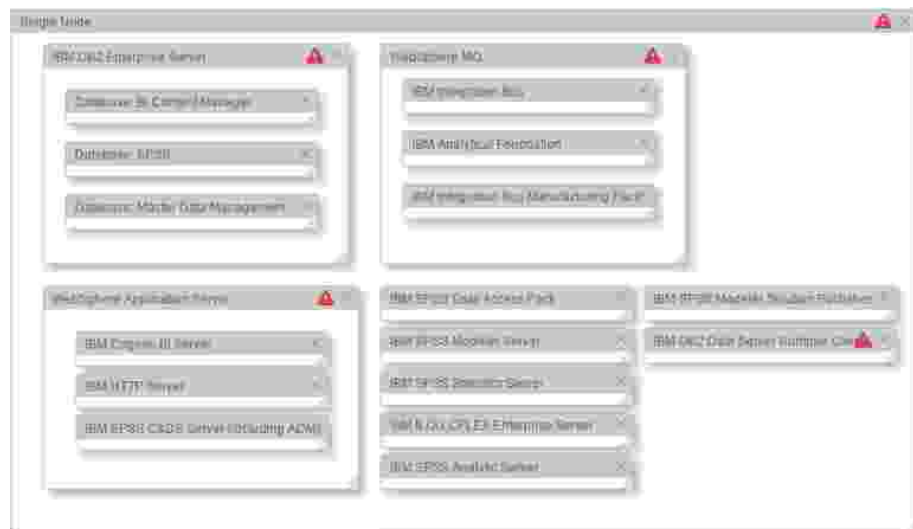 Single Node
IBM DB2 Enterprise Server
Database BI Content Manager
Database SPSS
Database Master Data Management
WebSphere MQ
IBM Integration Bus
IBM Analytical Foundation
IBM Integration Bus Manufacturing Pack
WebSphere Application Server
IBM Cognos BI Server
IBM HTTP Server
IBM SPSS C&DS Server (including ADM)
IBM SPSS Data Access Pack
IBM SPSS Modeler Server
IBM SPSS Statistics Server
IBM ILOG CPLEX Enterprise Server
IBM SPSS Analytic Server
IBM SPSS Modeler Solution Publisher
IBM DB2 Data Server Runtime